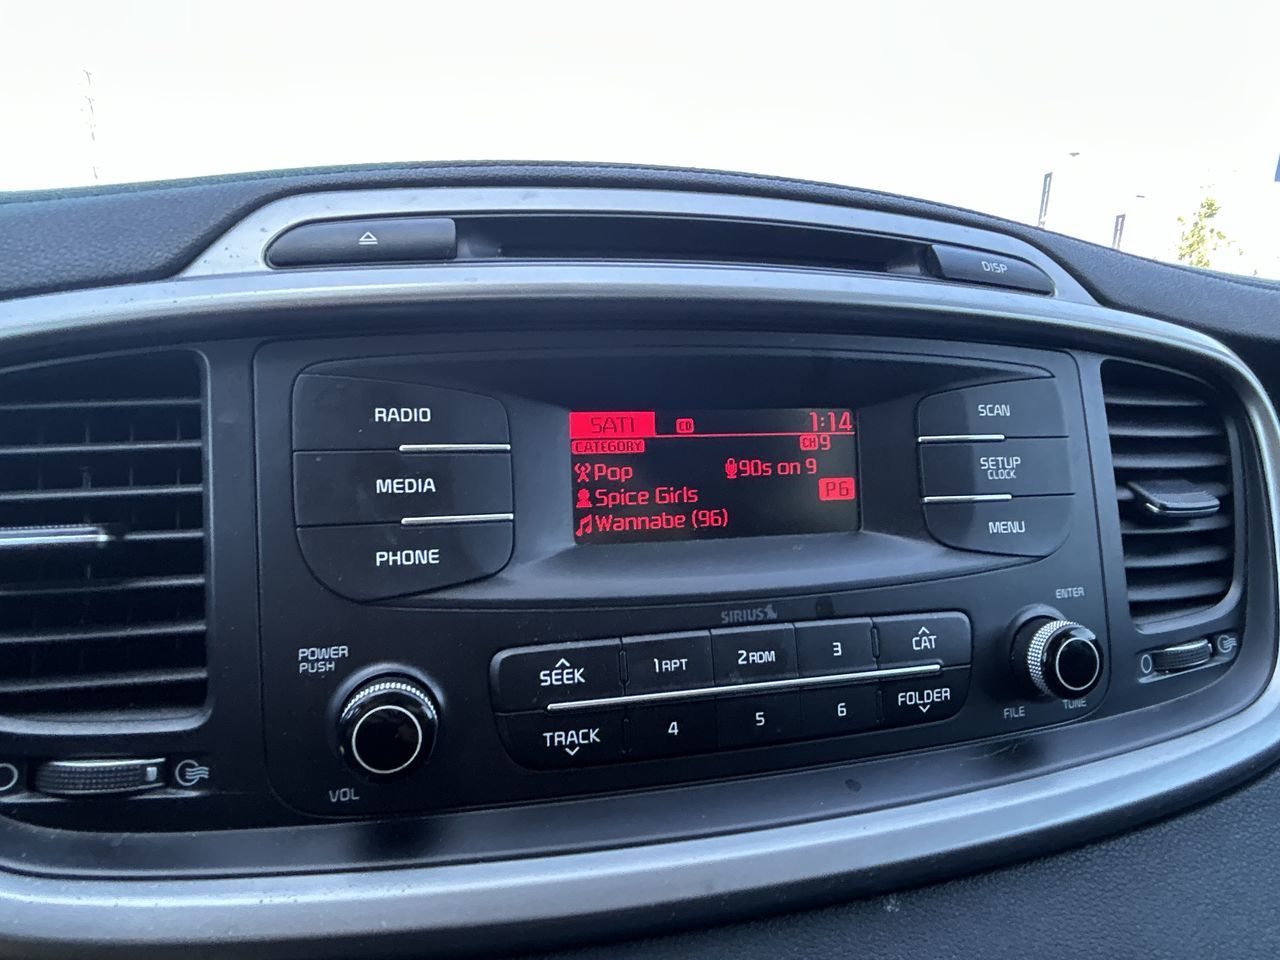 DISP
RADIO
MEDIA
PHONE
SAT1 CD 1:14
CATEGORY CH 9
Pop 90s on 9
Spice Girls P6
Wannabe (96)
SCAN
SETUP
CLOCK
MENU
SIRIUS
POWER
PUSH
VOL
SEEK 1 RPT 2 RDM 3 CAT
TRACK 4 5 6 FOLDER
ENTER
FILE TUNE